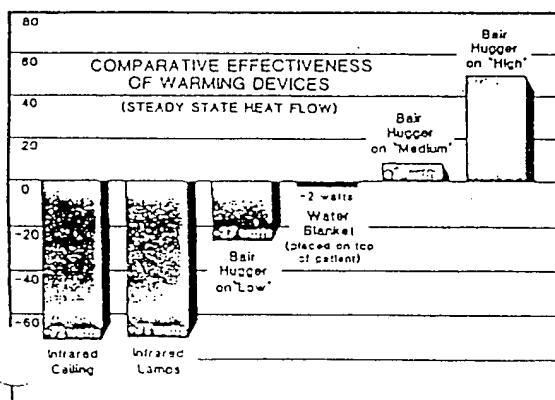 80
60
40
20
0
-20
-40
-60
COMPARATIVE EFFECTIVENESS
OF WARMING DEVICES
(STEADY STATE HEAT FLOW)
Infrared
Ceiling
Infrared
Lamps
Bair
Hugger
on "Low"
-2 watts
Water
Blanket
(placed on top
of patient)
Bair
Hugger
on "Medium"
Bair
Hugger
on "High"